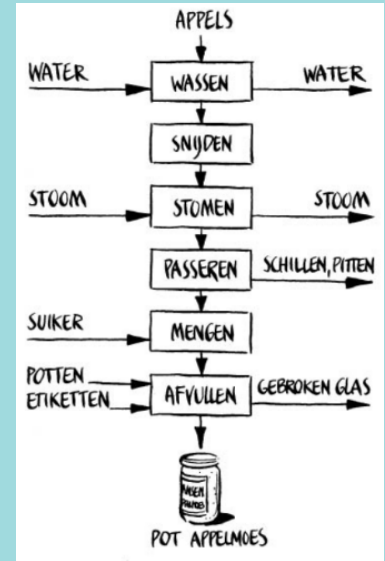 APPELS
WATER WASSEN WATER
SNIJDEN
STOOM STOMEN STOOM
PASSEREN SCHILLEN, PITTEN
SUIKER MENGEN
POTTEN
ETIKETTEN AFVULLEN GEBROKEN GLAS
POT APPELMOES